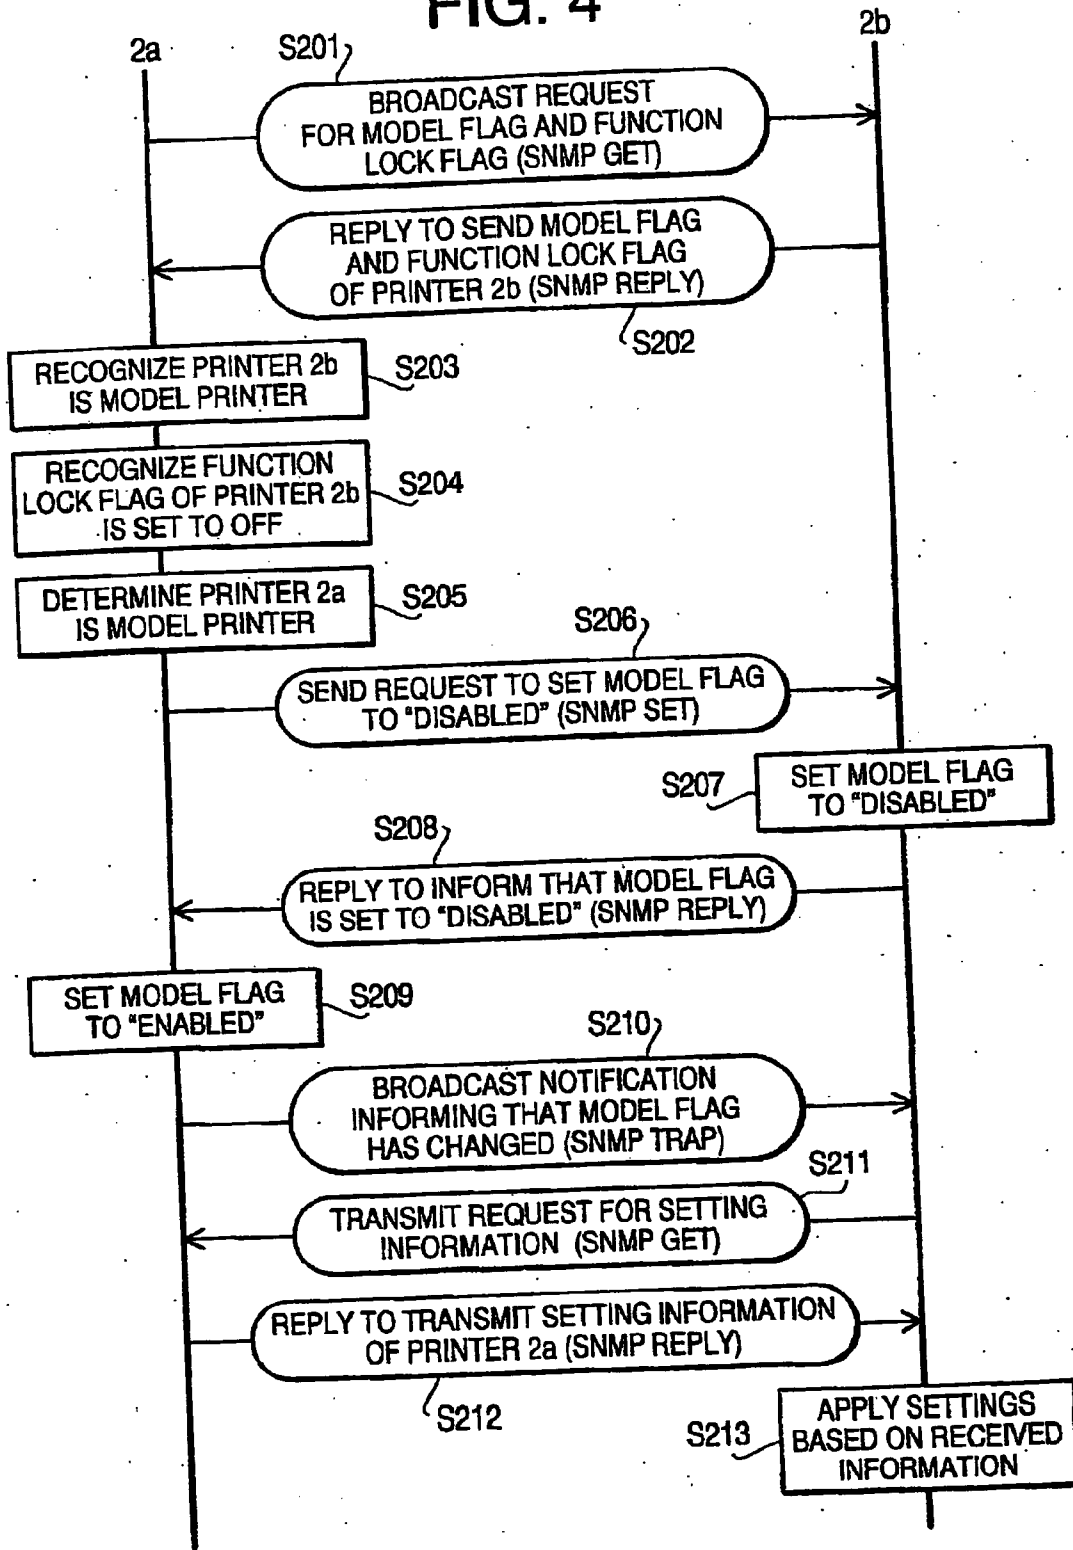 FIG. 4
2a
2b
S201
BROADCAST REQUEST
FOR MODEL FLAG AND FUNCTION
LOCK FLAG (SNMP GET)
REPLY TO SEND MODEL FLAG
AND FUNCTION LOCK FLAG
OF PRINTER 2b (SNMP REPLY)
S202
RECOGNIZE PRINTER 2b
IS MODEL PRINTER
S203
RECOGNIZE FUNCTION
LOCK FLAG OF PRINTER 2b
IS SET TO OFF
S204
DETERMINE PRINTER 2a
IS MODEL PRINTER
S205
S206
SEND REQUEST TO SET MODEL FLAG
TO "DISABLED" (SNMP SET)
S207
SET MODEL FLAG
TO "DISABLED"
S208
REPLY TO INFORM THAT MODEL FLAG
IS SET TO "DISABLED" (SNMP REPLY)
SET MODEL FLAG
TO "ENABLED"
S209
S210
BROADCAST NOTIFICATION
INFORMING THAT MODEL FLAG
HAS CHANGED (SNMP TRAP)
S211
TRANSMIT REQUEST FOR SETTING
INFORMATION (SNMP GET)
REPLY TO TRANSMIT SETTING INFORMATION
OF PRINTER 2a (SNMP REPLY)
S212
S213
APPLY SETTINGS
BASED ON RECEIVED
INFORMATION